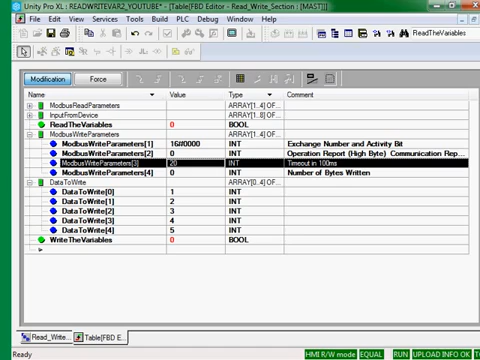 Unity Pro XL : READWRITEVAR2_YOUTUBE* - [Table[FBD Editor - Read_Write_Section : [MAST]]]
File Edit View Services Tools Build PLC Debug Window Help
ReadTheVariables
Modification Force
Name Value Type Comment
ModbusReadParameters ARRAY[1..4] OF...
InputFromDevice ARRAY[1..8] OF...
ReadTheVariables 0 BOOL
ModbusWriteParameters ARRAY[1..4] OF...
ModbusWriteParameters[1] 16#0000 INT Exchange Number and Activity Bit
ModbusWriteParameters[2] 0 INT Operation Report (High Byte) Communication Rep...
ModbusWriteParameters[3] 20 INT Timeout in 100ms
ModbusWriteParameters[4] 0 INT Number of Bytes Written
DataToWrite ARRAY[0..4] OF...
DataToWrite[0] 1 INT
DataToWrite[1] 2 INT
DataToWrite[2] 3 INT
DataToWrite[3] 4 INT
DataToWrite[4] 5 INT
WriteTheVariables 0 BOOL
Read_Write... Table[FBD E...
Ready HMI R/W mode EQUAL RUN UPLOAD INFO OK